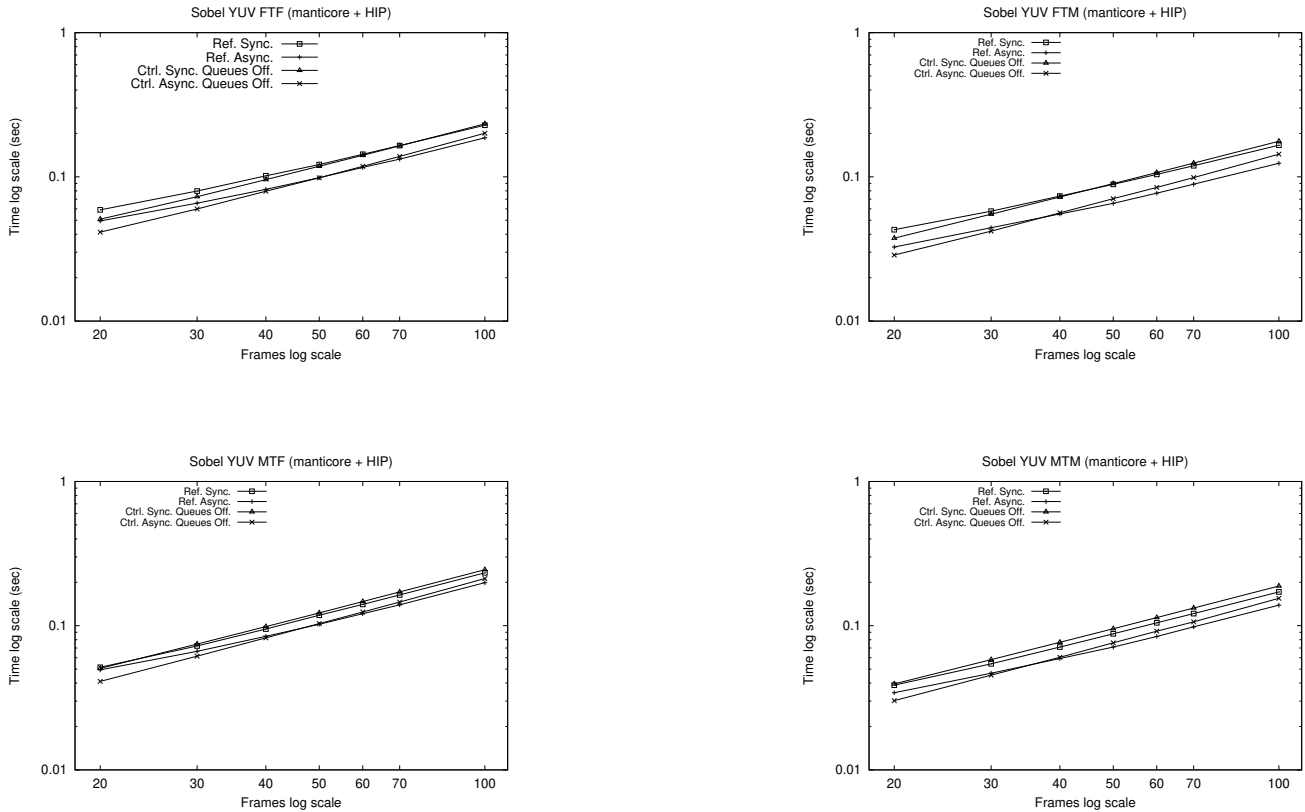 Sobel YUV FTF (manticore + HIP)
1
0.1
0.01
Time log scale (sec)
Ref. Sync.
Ref. Async.
Ctrl. Sync. Queues Off.
Ctrl. Async. Queues Off.
20 30 40 50 60 70 100
Frames log scale
Sobel YUV FTM (manticore + HIP)
1
0.1
0.01
Time log scale (sec)
Ref. Sync.
Ref. Async.
Ctrl. Sync. Queues Off.
Ctrl. Async. Queues Off.
20 30 40 50 60 70 100
Frames log scale
Sobel YUV MTF (manticore + HIP)
1
0.1
0.01
Time log scale (sec)
Ref. Sync.
Ref. Async.
Ctrl. Sync. Queues Off.
Ctrl. Async. Queues Off.
20 30 40 50 60 70 100
Frames log scale
Sobel YUV MTM (manticore + HIP)
1
0.1
0.01
Time log scale (sec)
Ref. Sync.
Ref. Async.
Ctrl. Sync. Queues Off.
Ctrl. Async. Queues Off.
20 30 40 50 60 70 100
Frames log scale